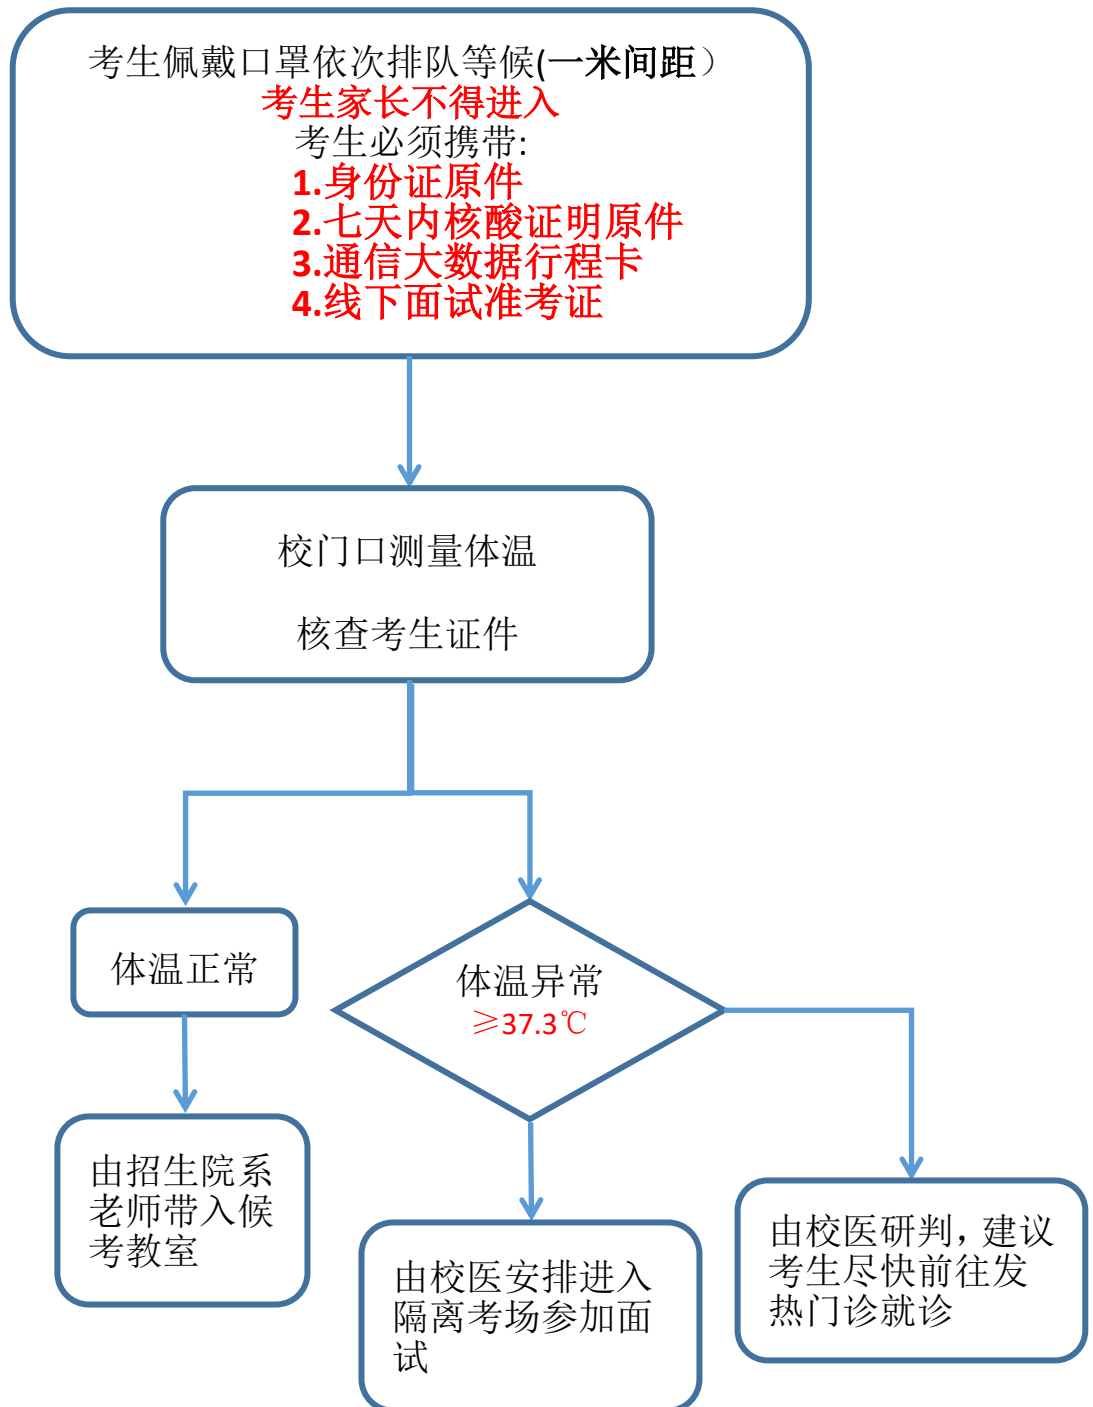 考生佩戴口罩依次排队等候(一米间距）
考生家长不得进入
考生必须携带:
1.身份证原件
2.七天内核酸证明原件
3.通信大数据行程卡
4.线下面试准考证
校门口测量体温
核查考生证件
体温正常
体温异常
≥37.3℃
由招生院系
老师带入候
考教室
由校医安排进入
隔离考场参加面
试
由校医研判，建议
考生尽快前往发
热门诊就诊